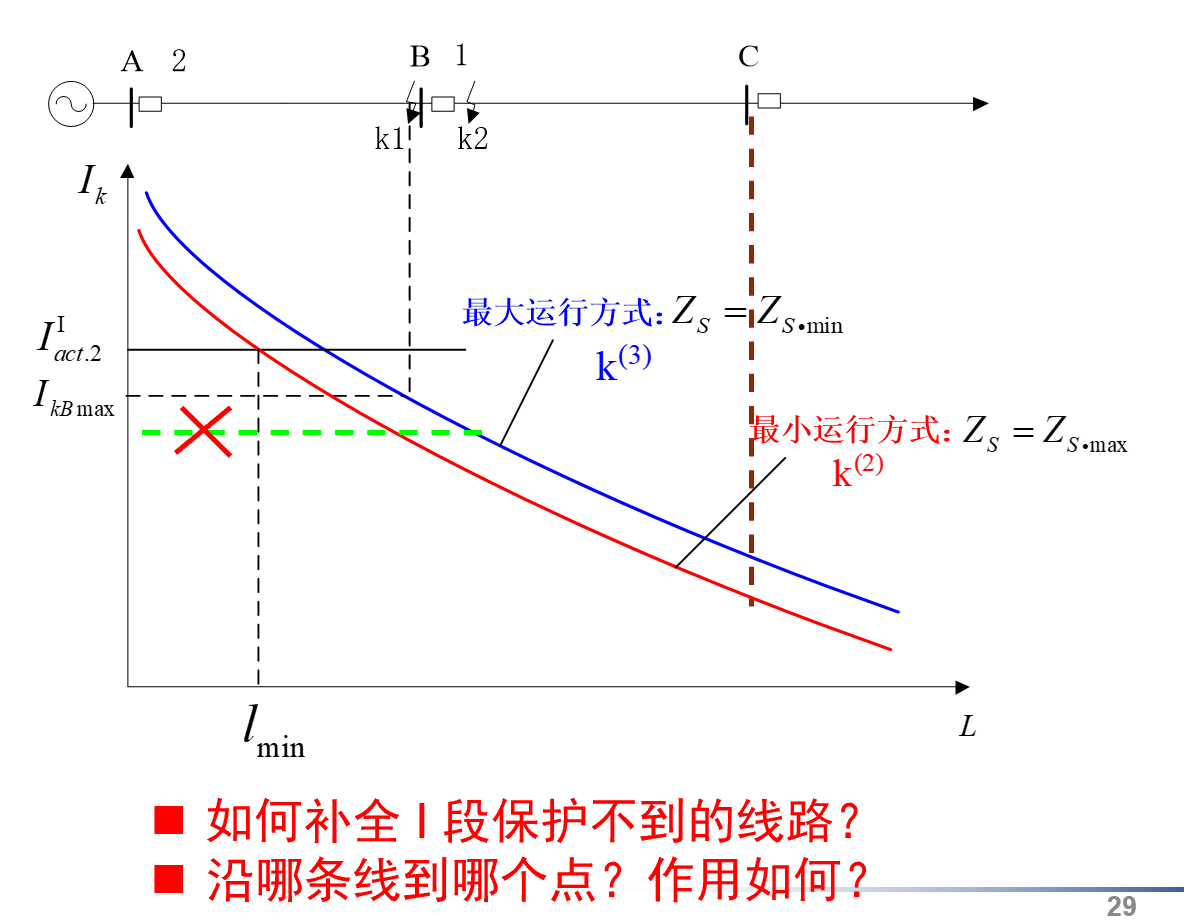 A 2 B 1 C
k1 k2
I_k
最大运行方式: Z_S = Z_{S•min}
k^{(3)}
I^I_{act.2}
I_{kB max}
最小运行方式: Z_S = Z_{S•max}
k^{(2)}
l_{min}
L
如何补全 I 段保护不到的线路?
沿哪条线到哪个点? 作用如何?
29